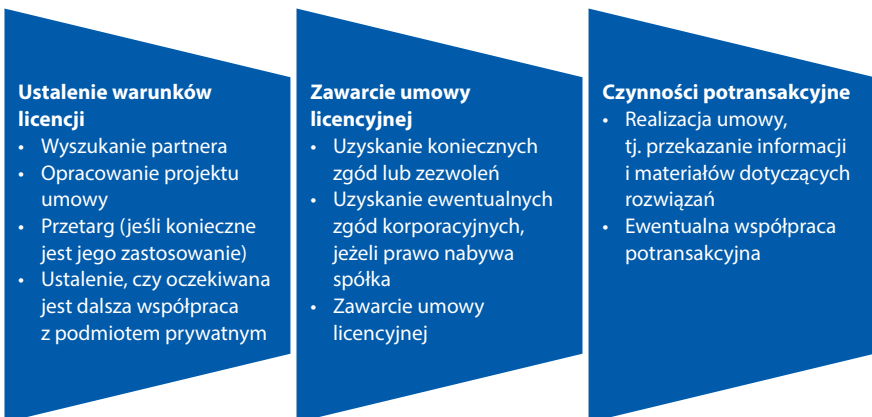 Ustalenie warunków
licencji
• Wyszukanie partnera
• Opracowanie projektu
umowy
• Przetarg (jeśli konieczne
jest jego zastosowanie)
• Ustalenie, czy oczekiwana
jest dalsza współpraca
z podmiotem prywatnym
Zawarcie umowy
licencyjnej
• Uzyskanie koniecznych
zgód lub zezwoleń
• Uzyskanie ewentualnych
zgód korporacyjnych,
jeżeli prawo nabywa
spółka
• Zawarcie umowy
licencyjnej
Czynności potransakcyjne
• Realizacja umowy,
tj. przekazanie informacji
i materiałów dotyczących
rozwiązań
• Ewentualna współpraca
potransakcyjna